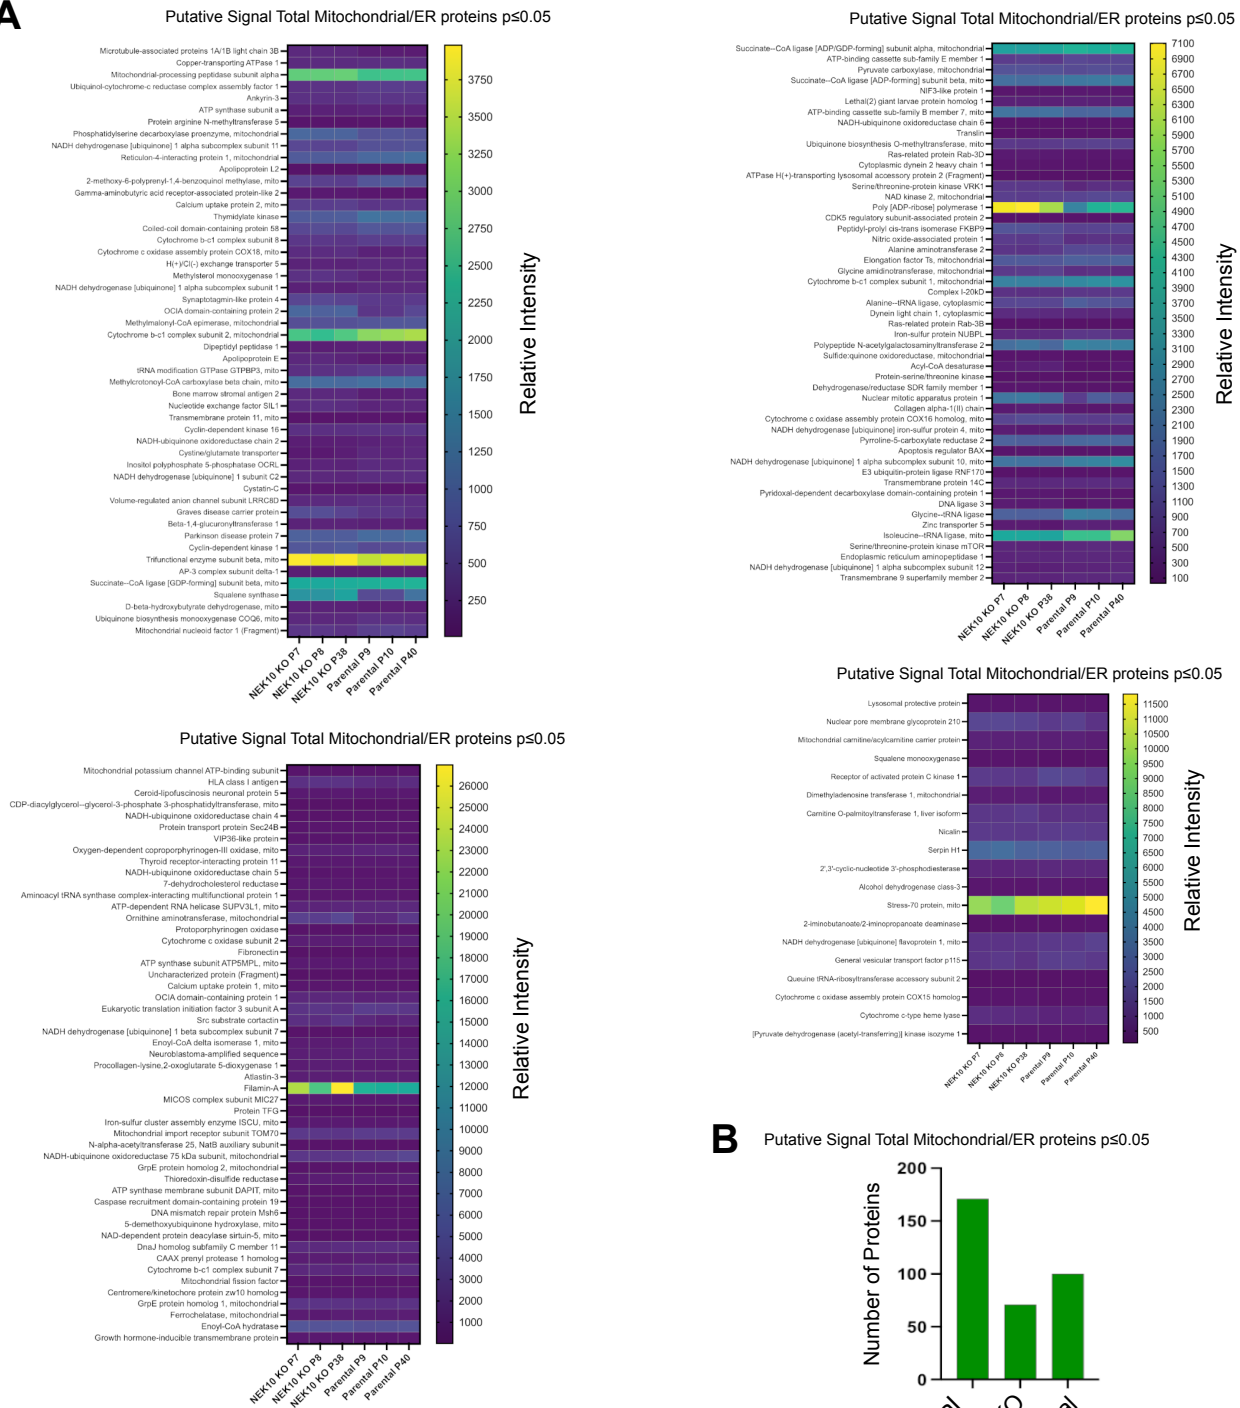 A
Putative Signal Total Mitochondrial/ER proteins p≤0.05
Microtubule-associated proteins 1A/1B light chain 3B
Copper-transporting ATPase 1
Mitochondrial-processing peptidase subunit alpha
Ubiquinol-cytochrome-c reductase complex assembly factor 1
Ankyrin-3
ATP synthase subunit a
Protein arginine N-methyltransferase 5
Phosphatidylserine decarboxylase proenzyme, mitochondrial
NADH dehydrogenase [ubiquinone] 1 alpha subcomplex subunit 11
Reticulon-4-interacting protein 1, mitochondrial
Apolipoprotein L2
2-methoxy-6-polyprenyl-1,4-benzoquinol methylase, mito
Gamma-aminobutyric acid receptor-associated protein-like 2
Calcium uptake protein 2, mito
Thymidylate kinase
Coiled-coil domain-containing protein 58
Cytochrome b-c1 complex subunit 8
Cytochrome c oxidase assembly protein COX18, mito
H(+)/Cl(-) exchange transporter 5
Methylsterol monooxygenase 1
NADH dehydrogenase [ubiquinone] 1 alpha subcomplex subunit 1
Synaptotagmin-like protein 4
OCIA domain-containing protein 2
Methylmalonyl-CoA epimerase, mitochondrial
Cytochrome b-c1 complex subunit 2, mitochondrial
Dipeptidyl peptidase 1
Apolipoprotein E
tRNA modification GTPase GTPBP3, mito
Methylcrotonoyl-CoA carboxylase beta chain, mito
Bone marrow stromal antigen 2
Nucleotide exchange factor SIL1
Transmembrane protein 11, mito
Cyclin-dependent kinase 16
NADH-ubiquinone oxidoreductase chain 2
Cystine/glutamate transporter
Inositol polyphosphate 5-phosphatase OCRL
NADH dehydrogenase [ubiquinone] 1 subunit C2
Cystatin-C
Volume-regulated anion channel subunit LRRC8D
Graves disease carrier protein
Beta-1,4-glucuronyltransferase 1
Parkinson disease protein 7
Cyclin-dependent kinase 1
Trifunctional enzyme subunit beta, mito
AP-3 complex subunit delta-1
Succinate--CoA ligase [GDP-forming] subunit beta, mito
Squalene synthase
D-beta-hydroxybutyrate dehydrogenase, mito
Ubiquinone biosynthesis monooxygenase COQ6, mito
Mitochondrial nucleoid factor 1 (Fragment)
NEK10 KO P7
NEK10 KO P8
NEK10 KO P38
Parental P9
Parental P10
Parental P40
3750
3500
3250
3000
2750
2500
2250
2000
1750
1500
1250
1000
750
500
250
Relative Intensity
Putative Signal Total Mitochondrial/ER proteins p≤0.05
Succinate--CoA ligase [ADP/GDP-forming] subunit alpha, mitochondrial
ATP-binding cassette sub-family E member 1
Pyruvate carboxylase, mitochondrial
Succinate--CoA ligase [ADP-forming] subunit beta, mito
NIF3-like protein 1
Lethal(2) giant larvae protein homolog 1
ATP-binding cassette sub-family B member 7, mito
NADH-ubiquinone oxidoreductase chain 6
Translin
Ubiquinone biosynthesis O-methyltransferase, mito
Ras-related protein Rab-3D
Cytoplasmic dynein 2 heavy chain 1
ATPase H(+)-transporting lysosomal accessory protein 2 (Fragment)
Serine/threonine-protein kinase VRK1
NAD kinase 2, mitochondrial
Poly [ADP-ribose] polymerase 1
CDK5 regulatory subunit-associated protein 2
Peptidyl-prolyl cis-trans isomerase FKBP9
Nitric oxide-associated protein 1
Alanine aminotransferase 2
Elongation factor Ts, mitochondrial
Glycine amidinotransferase, mitochondrial
Cytochrome b-c1 complex subunit 1, mitochondrial
Complex I-20kD
Alanine--tRNA ligase, cytoplasmic
Dynein light chain 1, cytoplasmic
Ras-related protein Rab-3B
Iron-sulfur protein NUBPL
Polypeptide N-acetylgalactosaminyltransferase 2
Sulfide:quinone oxidoreductase, mitochondrial
Acyl-CoA desaturase
Protein-serine/threonine kinase
Dehydrogenase/reductase SDR family member 1
Nuclear mitotic apparatus protein 1
Collagen alpha-1(II) chain
Cytochrome c oxidase assembly protein COX16 homolog, mito
NADH dehydrogenase [ubiquinone] iron-sulfur protein 4, mito
Pyrroline-5-carboxylate reductase 2
Apoptosis regulator BAX
NADH dehydrogenase [ubiquinone] 1 alpha subcomplex subunit 10, mito
E3 ubiquitin-protein ligase RNF170
Transmembrane protein 14C
Pyridoxal-dependent decarboxylase domain-containing protein 1
DNA ligase 3
Glycine--tRNA ligase
Zinc transporter 5
Isoleucine--tRNA ligase, mito
Serine/threonine-protein kinase mTOR
Endoplasmic reticulum aminopeptidase 1
NADH dehydrogenase [ubiquinone] 1 alpha subcomplex subunit 12
Transmembrane 9 superfamily member 2
NEK10 KO P7
NEK10 KO P8
NEK10 KO P38
Parental P9
Parental P10
Parental P40
7100
6900
6700
6500
6300
6100
5900
5700
5500
5300
5100
4900
4700
4500
4300
4100
3900
3700
3500
3300
3100
2900
2700
2500
2300
2100
1900
1700
1500
1300
1100
900
700
500
300
100
Relative Intensity
Putative Signal Total Mitochondrial/ER proteins p≤0.05
Mitochondrial potassium channel ATP-binding subunit
HLA class I antigen
Ceroid-lipofuscinosis neuronal protein 5
CDP-diacylglycerol--glycerol-3-phosphate 3-phosphatidyltransferase, mito
NADH-ubiquinone oxidoreductase chain 4
Protein transport protein Sec24B
VIP36-like protein
Oxygen-dependent coproporphyrinogen-III oxidase, mito
Thyroid receptor-interacting protein 11
NADH-ubiquinone oxidoreductase chain 5
7-dehydrocholesterol reductase
Aminoacyl tRNA synthase complex-interacting multifunctional protein 1
ATP-dependent RNA helicase SUPV3L1, mito
Ornithine aminotransferase, mitochondrial
Protoporphyrinogen oxidase
Cytochrome c oxidase subunit 2
Fibronectin
ATP synthase subunit ATP5MPL, mito
Uncharacterized protein (Fragment)
Calcium uptake protein 1, mito
OCIA domain-containing protein 1
Eukaryotic translation initiation factor 3 subunit A
Src substrate cortactin
NADH dehydrogenase [ubiquinone] 1 beta subcomplex subunit 7
Enoyl-CoA delta isomerase 1, mito
Neuroblastoma-amplified sequence
Procollagen-lysine,2-oxoglutarate 5-dioxygenase 1
Atlastin-3
Filamin-A
MICOS complex subunit MIC27
Protein TFG
Iron-sulfur cluster assembly enzyme ISCU, mito
Mitochondrial import receptor subunit TOM70
N-alpha-acetyltransferase 25, NatB auxiliary subunit
NADH-ubiquinone oxidoreductase 75 kDa subunit, mitochondrial
GrpE protein homolog 2, mitochondrial
Thioredoxin-disulfide reductase
ATP synthase membrane subunit DAPIT, mito
Caspase recruitment domain-containing protein 19
DNA mismatch repair protein Msh6
5-demethoxyubiquinone hydroxylase, mito
NAD-dependent protein deacylase sirtuin-5, mito
DnaJ homolog subfamily C member 11
CAAX prenyl protease 1 homolog
Cytochrome b-c1 complex subunit 7
Mitochondrial fission factor
Centromere/kinetochore protein zw10 homolog
GrpE protein homolog 1, mitochondrial
Ferrochelatase, mitochondrial
Enoyl-CoA hydratase
Growth hormone-inducible transmembrane protein
NEK10 KO P7
NEK10 KO P8
NEK10 KO P38
Parental P9
Parental P10
Parental P40
26000
25000
24000
23000
22000
21000
20000
19000
18000
17000
16000
15000
14000
13000
12000
11000
10000
9000
8000
7000
6000
5000
4000
3000
2000
1000
Relative Intensity
Putative Signal Total Mitochondrial/ER proteins p≤0.05
Lysosomal protective protein
Nuclear pore membrane glycoprotein 210
Mitochondrial carnitine/acylcarnitine carrier protein
Squalene monooxygenase
Receptor of activated protein C kinase 1
Dimethyladenosine transferase 1, mitochondrial
Carnitine O-palmitoyltransferase 1, liver isoform
Nicalin
Serpin H1
2',3'-cyclic-nucleotide 3'-phosphodiesterase
Alcohol dehydrogenase class-3
Stress-70 protein, mito
2-iminobutanoate/2-iminopropanoate deaminase
NADH dehydrogenase [ubiquinone] flavoprotein 1, mito
General vesicular transport factor p115
Queuine tRNA-ribosyltransferase accessory subunit 2
Cytochrome c oxidase assembly protein COX15 homolog
Cytochrome c-type heme lyase
[Pyruvate dehydrogenase (acetyl-transferring)] kinase isozyme 1
NEK10 KO P7
NEK10 KO P8
NEK10 KO P38
Parental P9
Parental P10
Parental P40
11500
11000
10500
10000
9500
9000
8500
8000
7500
7000
6500
6000
5500
5000
4500
4000
3500
3000
2500
2000
1500
1000
500
Relative Intensity
B
Putative Signal Total Mitochondrial/ER proteins p≤0.05
200
150
100
50
0
Number of Proteins